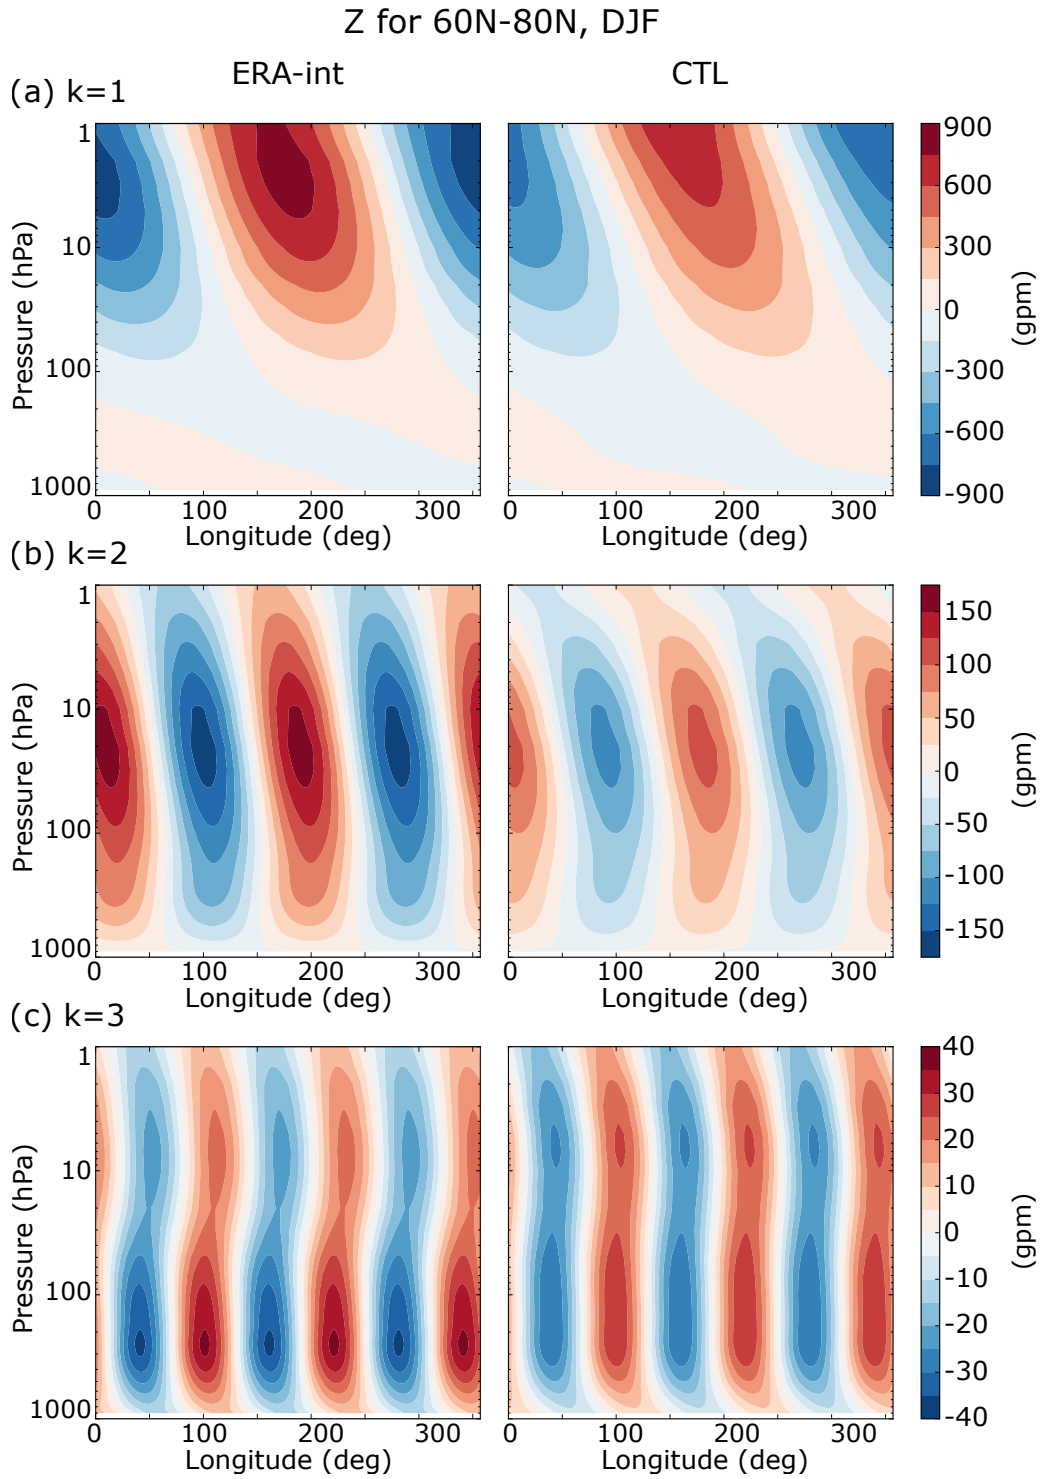 Z for 60N-80N, DJF
ERA-int CTL
(a) k=1
1
10
100
1000
Pressure (hPa)
0 100 200 300
Longitude (deg)
0 100 200 300
Longitude (deg)
900
600
300
0
-300
-600
-900
(gpm)
(b) k=2
1
10
100
1000
Pressure (hPa)
0 100 200 300
Longitude (deg)
0 100 200 300
Longitude (deg)
150
100
50
0
-50
-100
-150
(gpm)
(c) k=3
1
10
100
1000
Pressure (hPa)
0 100 200 300
Longitude (deg)
0 100 200 300
Longitude (deg)
40
30
20
10
0
-10
-20
-30
-40
(gpm)